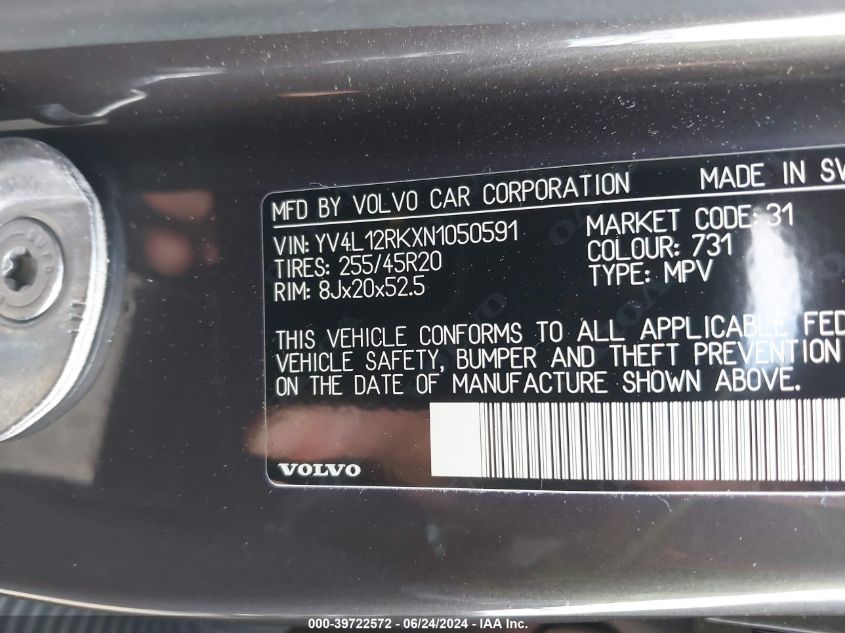 MFD BY VOLVO CAR CORPORATION MADE IN
VIN: YV4L12RKXN1050591 MARKET CODE: 31
TIRES: 255/45R20 COLOUR: 731
RIM: 8Jx20x52.5 TYPE: MPV
THIS VEHICLE CONFORMS TO ALL APPLICABLE
VEHICLE SAFETY, BUMPER AND THEFT PREVENTION
ON THE DATE OF MANUFACTURE SHOWN ABOVE.
VOLVO
000-39722572 - 06/24/2024 - IAA Inc.